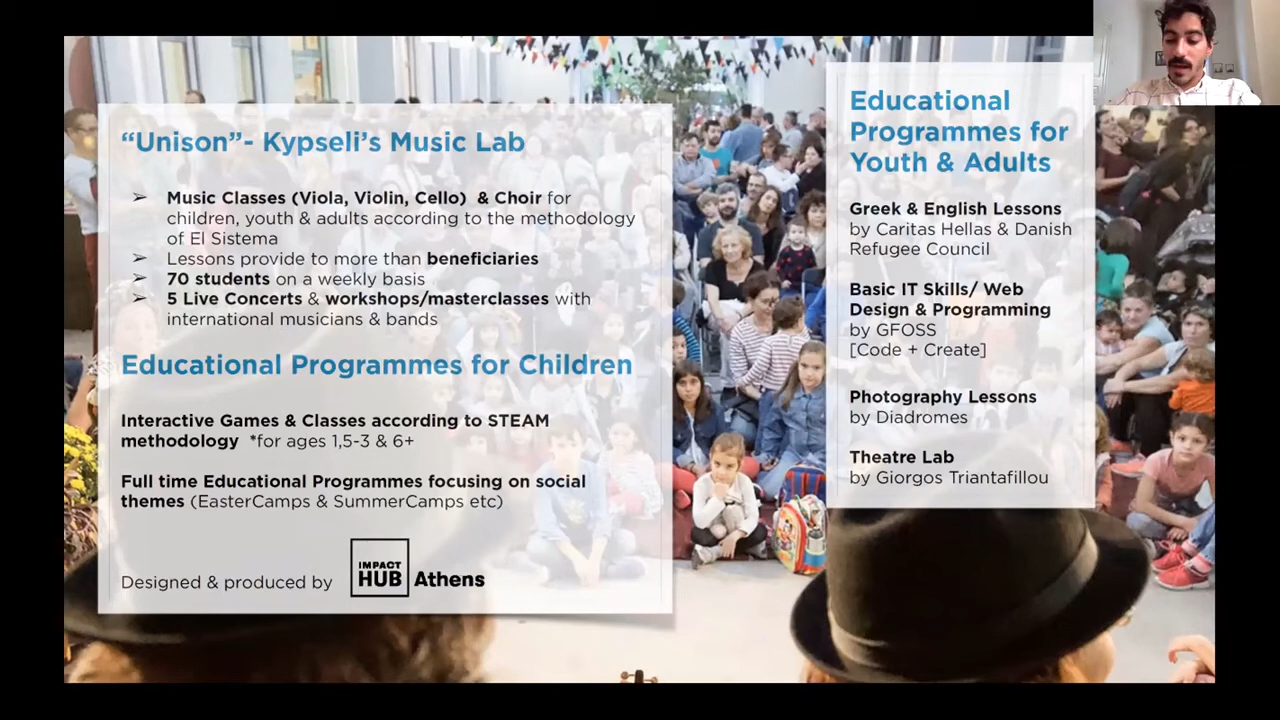 “Unison”- Kypseli’s Music Lab
➢ Music Classes (Viola, Violin, Cello) & Choir for
children, youth & adults according to the methodology
of El Sistema
➢ Lessons provide to more than beneficiaries
➢ 70 students on a weekly basis
➢ 5 Live Concerts & workshops/masterclasses with
international musicians & bands
Educational Programmes for Children
Interactive Games & Classes according to STEAM
methodology *for ages 1,5-3 & 6+
Full time Educational Programmes focusing on social
themes (EasterCamps & SummerCamps etc)
Designed & produced by
IMPACT
HUB Athens
Educational
Programmes for
Youth & Adults
Greek & English Lessons
by Caritas Hellas & Danish
Refugee Council
Basic IT Skills/ Web
Design & Programming
by GFOSS
[Code + Create]
Photography Lessons
by Diadromes
Theatre Lab
by Giorgos Triantafillou